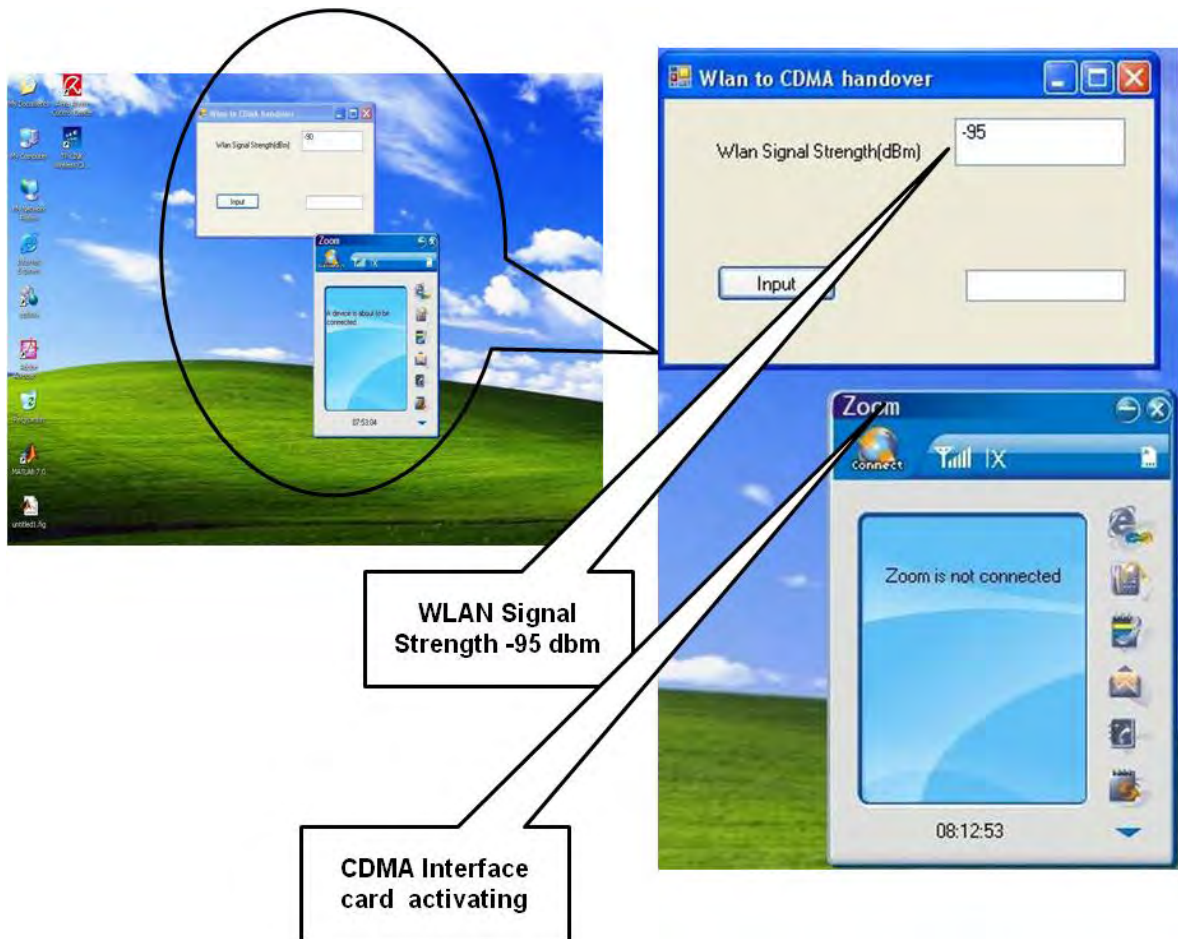 My Computer
Internet
Explorer
MATLAB 7.0
untitled1.fig
Wlan to CDMA handover
-90
Wlan Signal Strength(dBm)
Input
Zoom
1X
A device is about to be
connected
07:53:04
Wlan to CDMA handover
-95
Wlan Signal Strength(dBm)
Input
Zoom
Connect
1X
Zoom is not connected
08:12:53
WLAN Signal
Strength -95 dbm
CDMA Interface
card activating